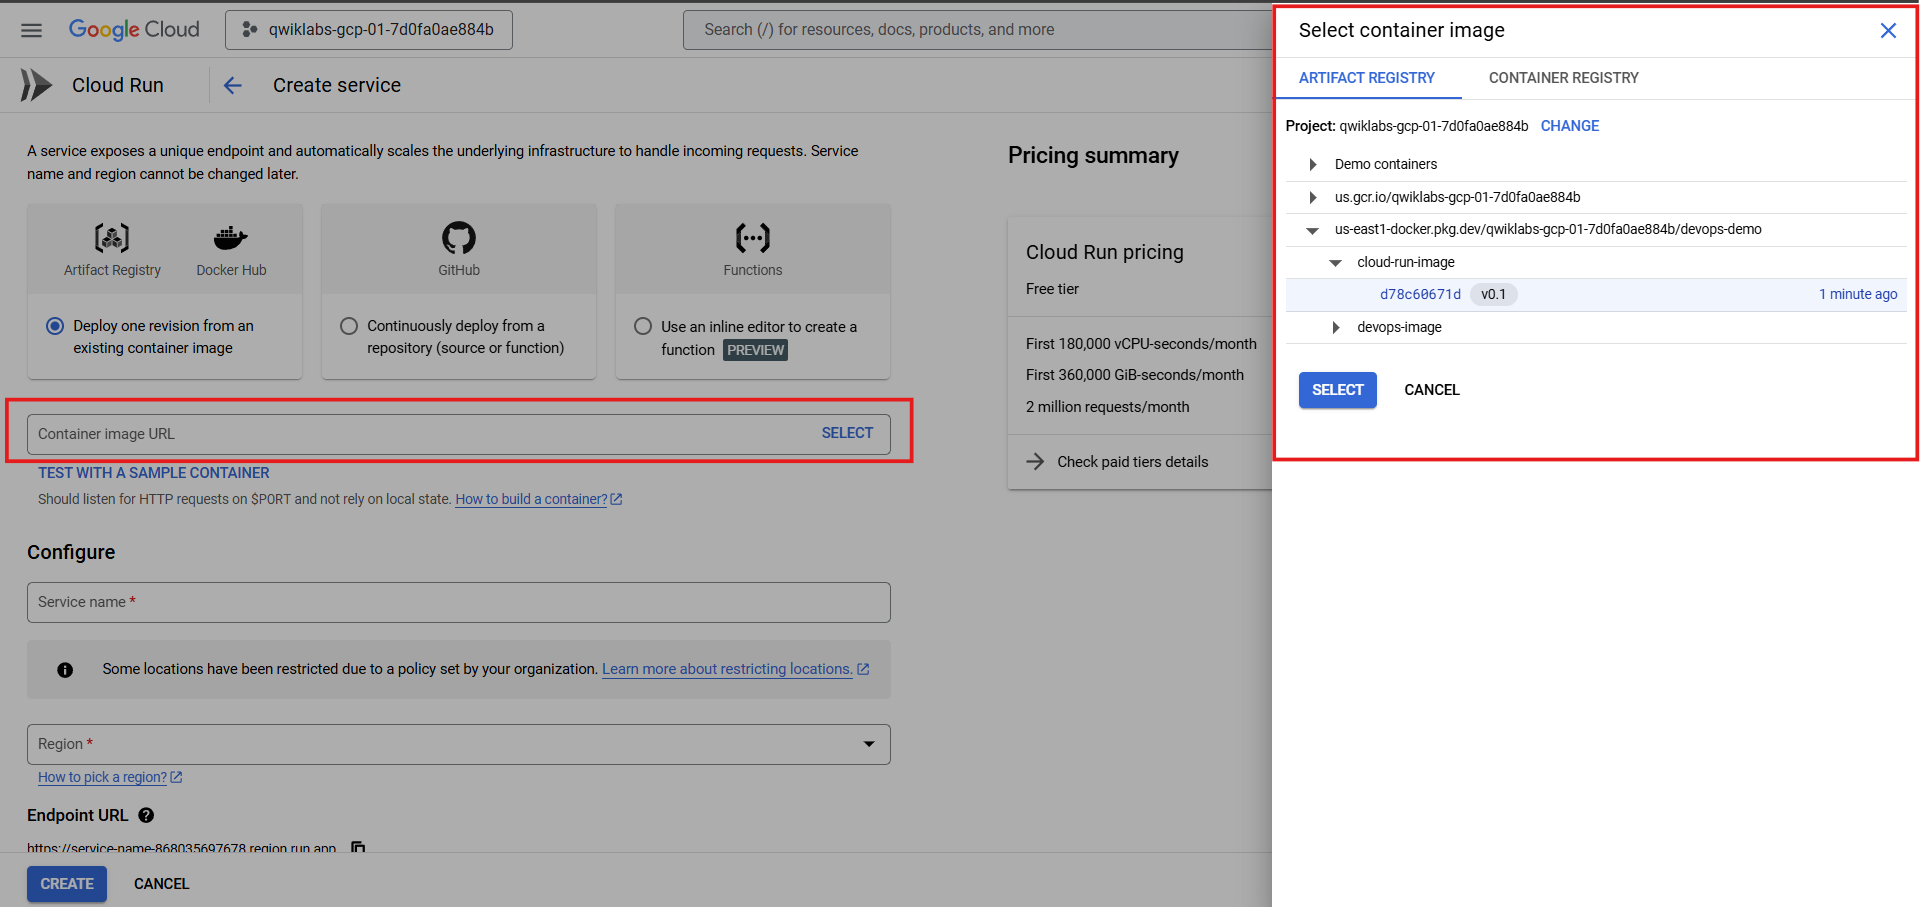 Google Cloud
qwiklabs-gcp-01-7d0fa0ae884b
Search (/) for resources, docs, products, and more
Cloud Run
Create service
A service exposes a unique endpoint and automatically scales the underlying infrastructure to handle incoming requests. Service
name and region cannot be changed later.
Artifact Registry
Docker Hub
Deploy one revision from an
existing container image
GitHub
Continuously deploy from a
repository (source or function)
Functions
Use an inline editor to create a
function PREVIEW
Container image URL SELECT
TEST WITH A SAMPLE CONTAINER
Should listen for HTTP requests on $PORT and not rely on local state. How to build a container?
Configure
Service name *
Some locations have been restricted due to a policy set by your organization. Learn more about restricting locations.
Region *
How to pick a region?
Endpoint URL
https://service-name-868035697678.region.run.app
CREATE CANCEL
Pricing summary
Cloud Run pricing
Free tier
First 180,000 vCPU-seconds/month
First 360,000 GiB-seconds/month
2 million requests/month
Check paid tiers details
Select container image
ARTIFACT REGISTRY CONTAINER REGISTRY
Project: qwiklabs-gcp-01-7d0fa0ae884b CHANGE
Demo containers
us.gcr.io/qwiklabs-gcp-01-7d0fa0ae884b
us-east1-docker.pkg.dev/qwiklabs-gcp-01-7d0fa0ae884b/devops-demo
cloud-run-image
d78c60671d v0.1 1 minute ago
devops-image
SELECT CANCEL